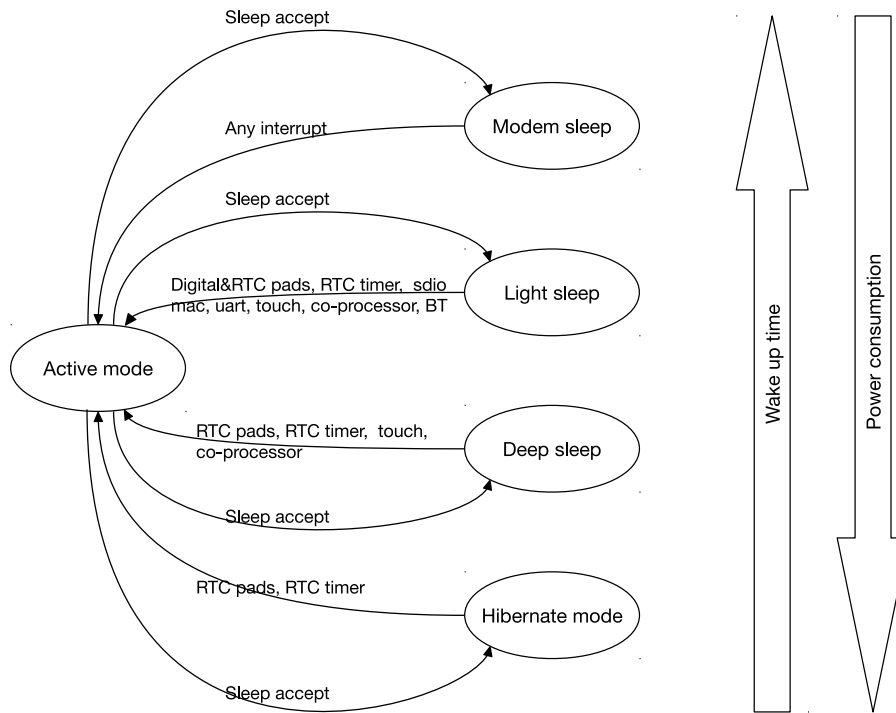 Sleep accept
Any interrupt
Modem sleep
Sleep accept
Digital&RTC pads, RTC timer, sdio
mac, uart, touch, co-processor, BT
Light sleep
Active mode
RTC pads, RTC timer, touch,
co-processor
Deep sleep
Sleep accept
RTC pads, RTC timer
Hibernate mode
Sleep accept
Wake up time
Power consumption